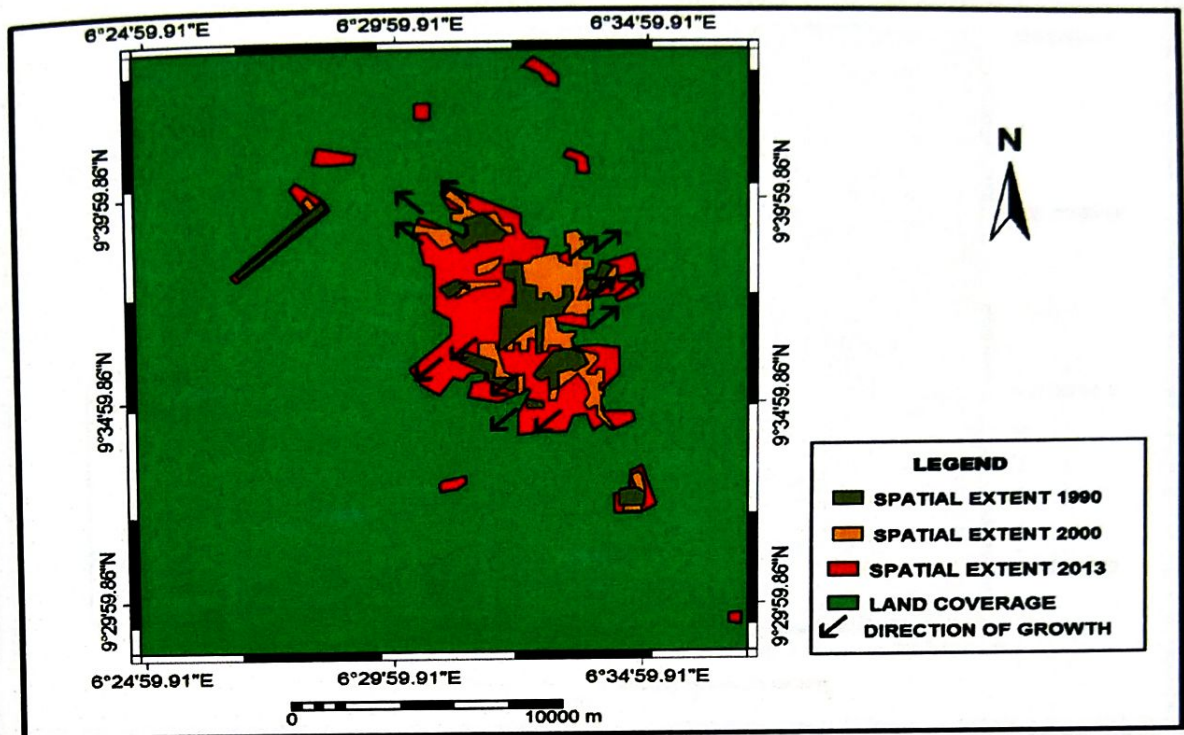 6°24'59.91"E 6°29'59.91"E 6°34'59.91"E
9°39'59.86"N 9°39'59.86"N
N
9°34'59.86"N 9°34'59.86"N
9°29'59.86"N 9°29'59.86"N
6°24'59.91"E 6°29'59.91"E 6°34'59.91"E
0 10000 m
LEGEND
SPATIAL EXTENT 1990
SPATIAL EXTENT 2000
SPATIAL EXTENT 2013
LAND COVERAGE
DIRECTION OF GROWTH